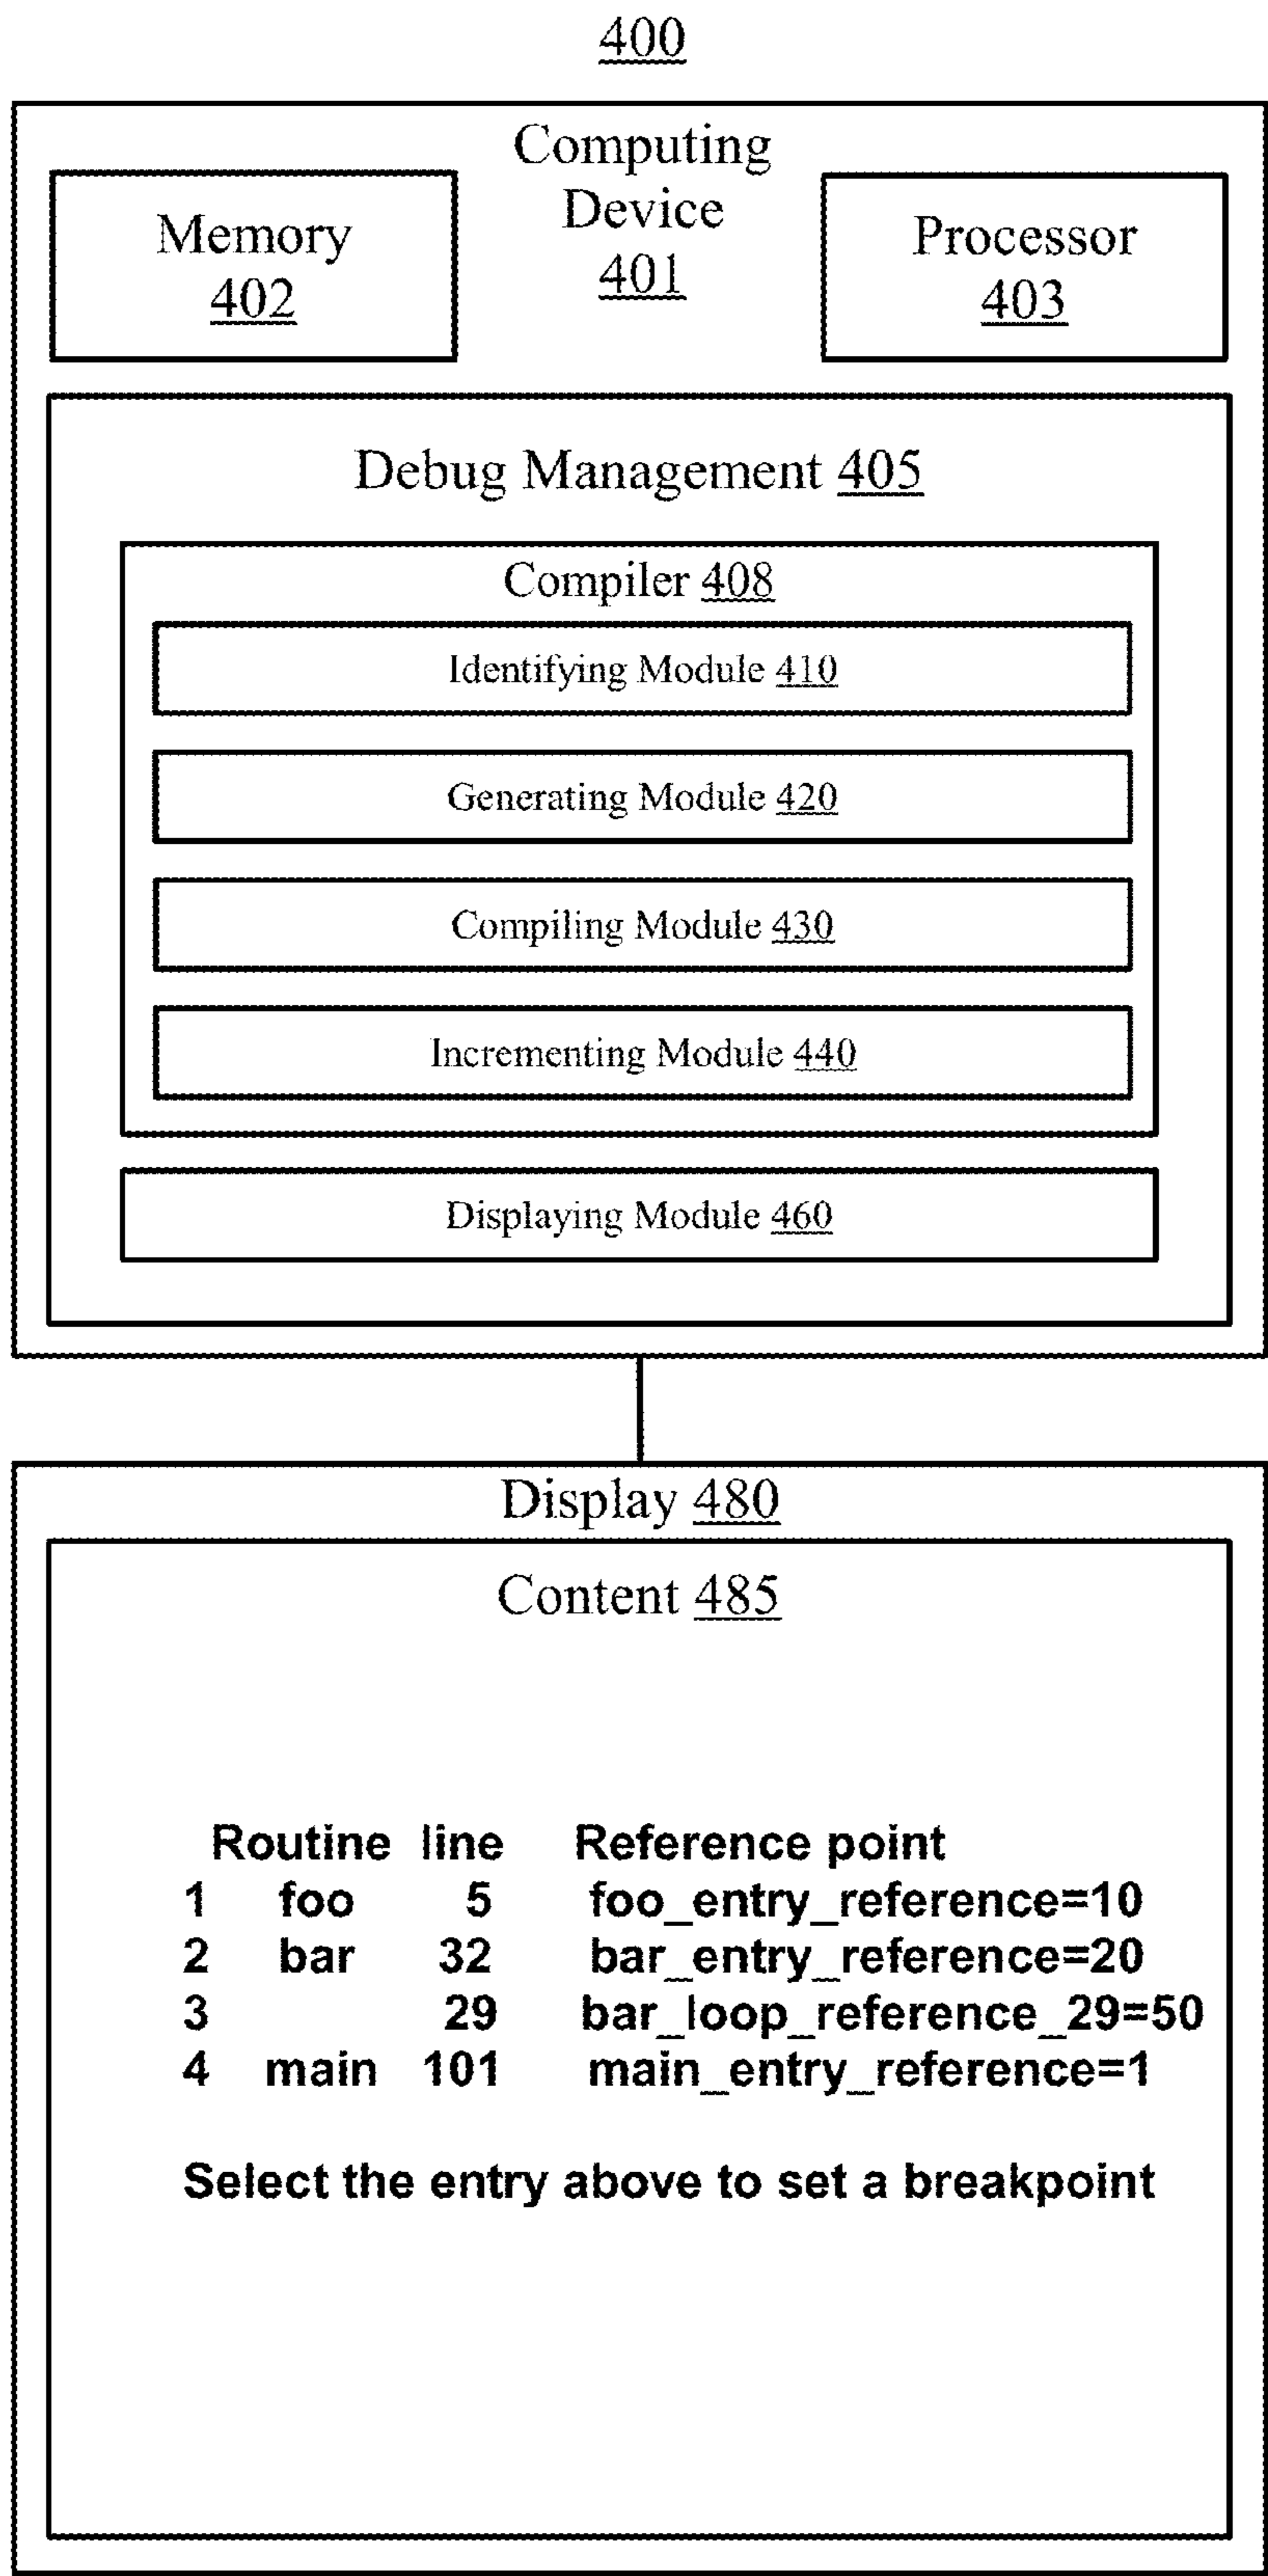 400
Computing
Device
401
Memory
402
Processor
403
Debug Management 405
Compiler 408
Identifying Module 410
Generating Module 420
Compiling Module 430
Incrementing Module 440
Displaying Module 460
Display 480
Content 485
Routine line Reference point
1 foo 5 foo_entry_reference=10
2 bar 32 bar_entry_reference=20
3 29 bar_loop_reference_29=50
4 main 101 main_entry_reference=1
Select the entry above to set a breakpoint